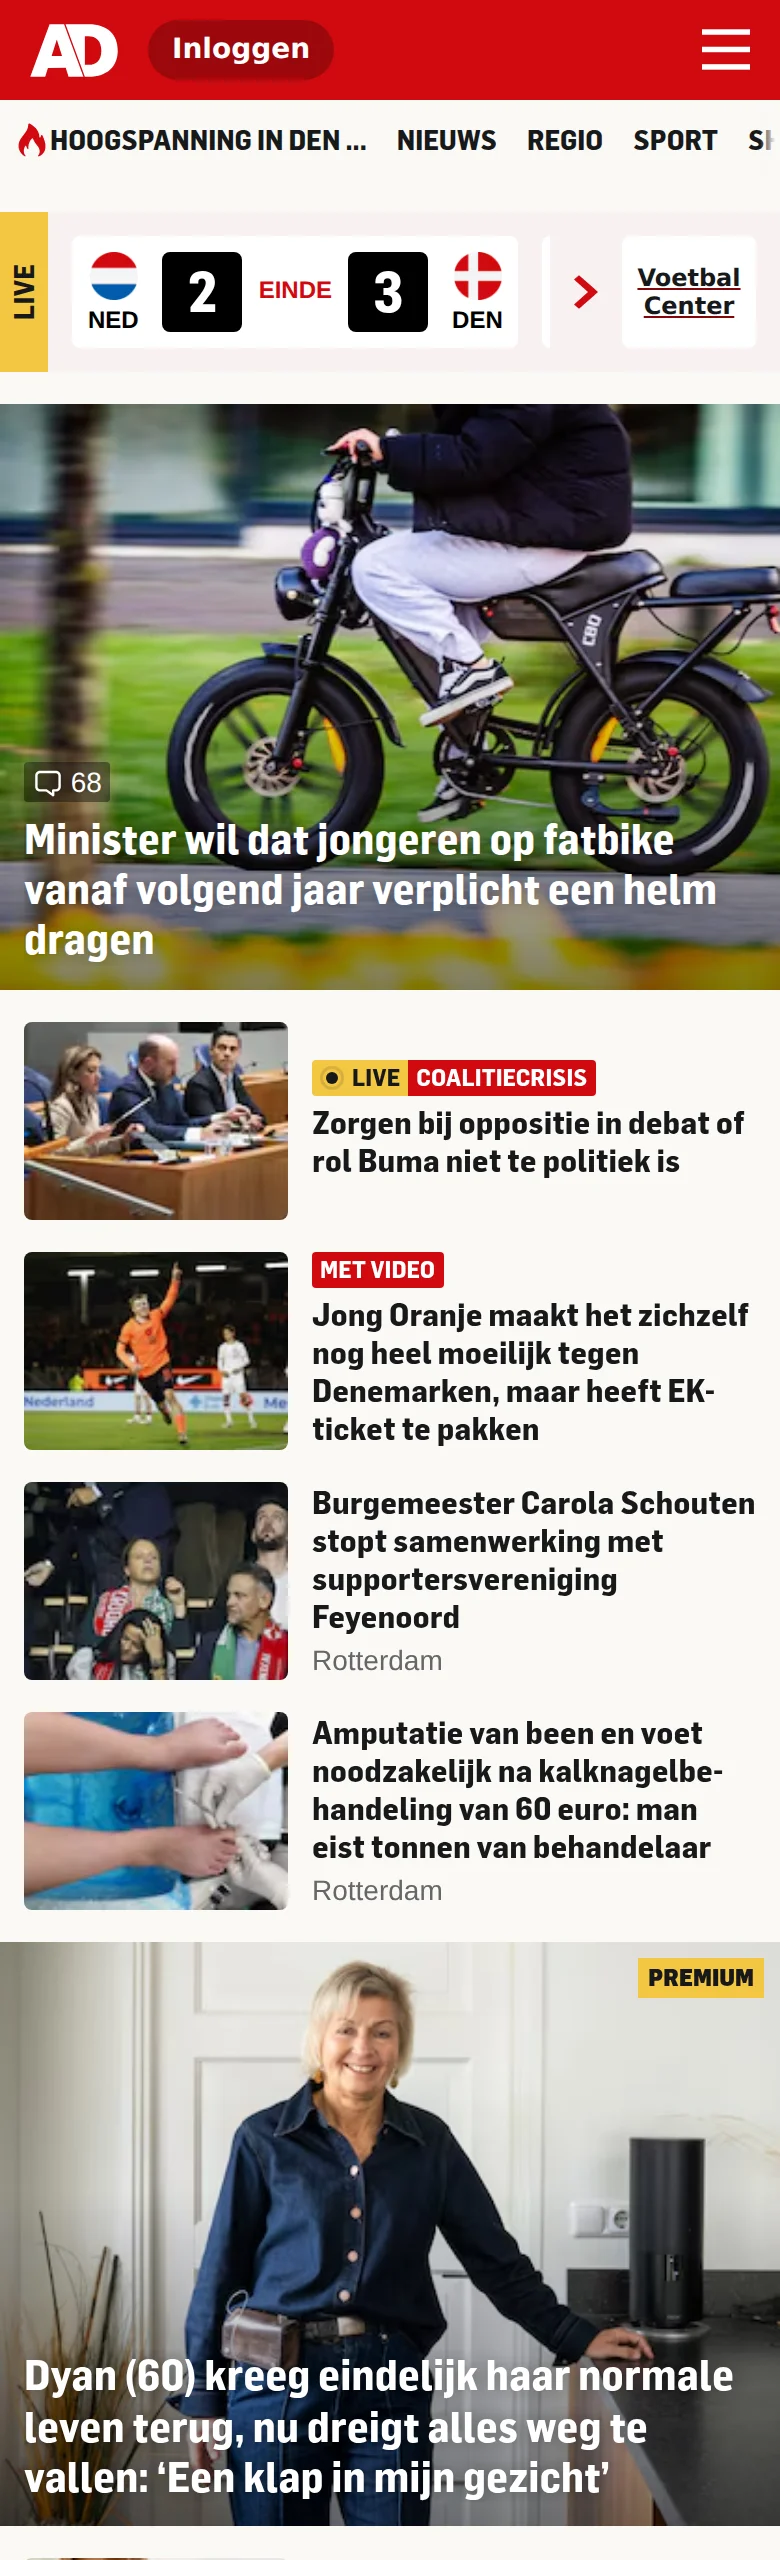 AD Inloggen
HOOGSPANNING IN DEN ... NIEUWS REGIO SPORT
LIVE
2 EINDE 3
NED DEN
Voetbal
Center
CBO
68
Minister wil dat jongeren op fatbike
vanaf volgend jaar verplicht een helm
dragen
LIVE COALITIECRISIS
Zorgen bij oppositie in debat of
rol Buma niet te politiek is
MET VIDEO
Jong Oranje maakt het zichzelf
nog heel moeilijk tegen
Denemarken, maar heeft EK-
ticket te pakken
Nederland
Burgemeester Carola Schouten
stopt samenwerking met
supportersvereniging
Feyenoord
Rotterdam
Amputatie van been en voet
noodzakelijk na kalknagelbe-
handeling van 60 euro: man
eist tonnen van behandelaar
Rotterdam
PREMIUM
Dyan (60) kreeg eindelijk haar normale
leven terug, nu dreigt alles weg te
vallen: ‘Een klap in mijn gezicht’